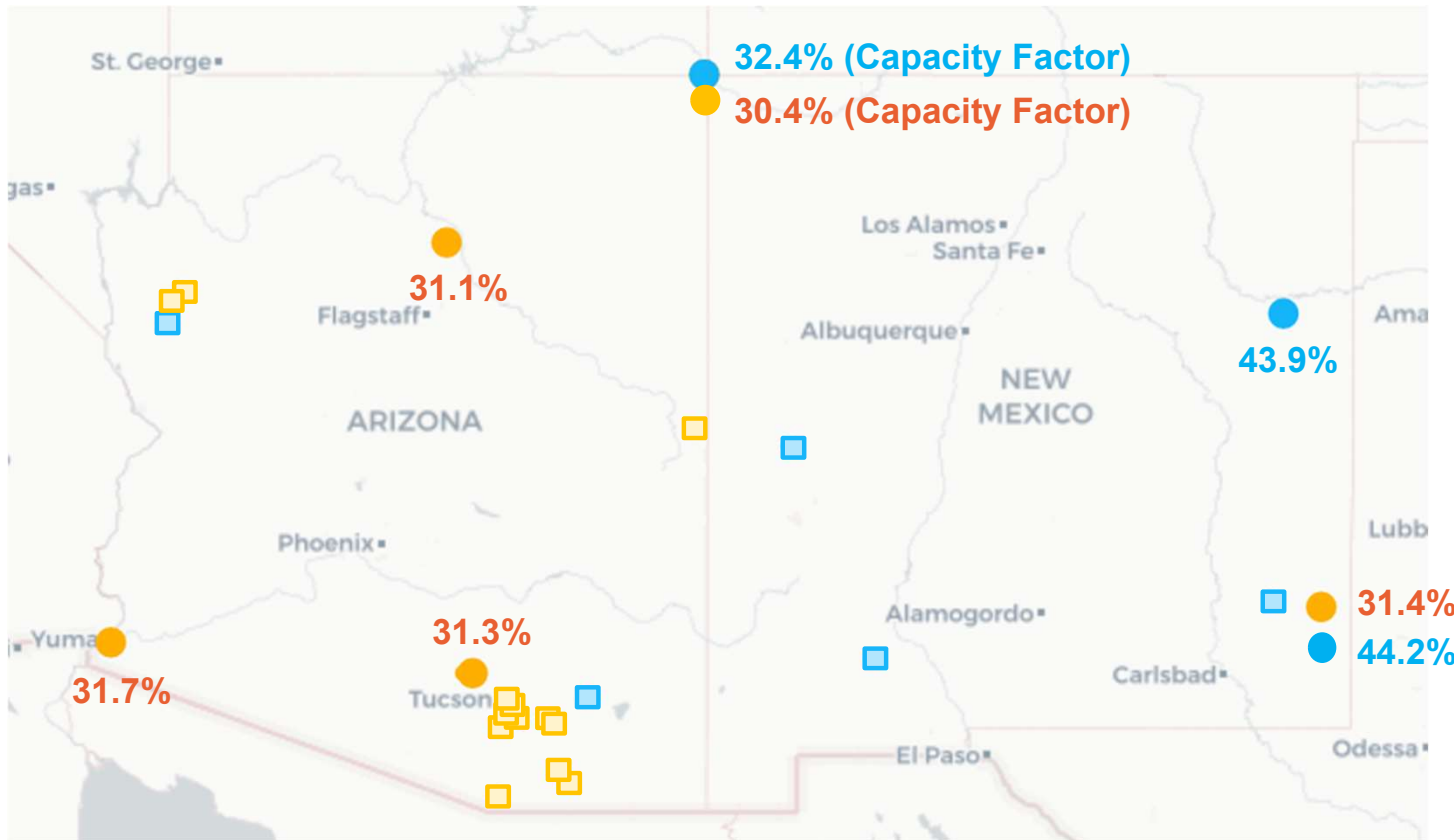 32.4% (Capacity Factor)
St. George
30.4% (Capacity Factor)
gas
Los Alamos
Santa Fe
31.1%
Flagstaff
Ama
Albuquerque
43.9%
NEW
MEXICO
ARIZONA
Lubb
Phoenix
31.4%
Alamogordo
Yuma
31.3%
44.2%
Carlsbad
31.7%
Tucson
Odessa
El Paso